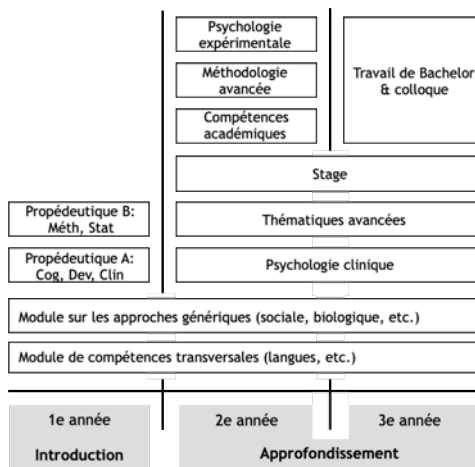 Psychologie
expérimentale
Méthodologie
avancée
Compétences
académiques
Travail de Bachelor
& colloque
Stage
Propédeutique B:
Méth, Stat
Thématiques avancées
Propédeutique A:
Cog, Dev, Clin
Psychologie clinique
Module sur les approches génériques (sociale, biologique, etc.)
Module de compétences transversales (langues, etc.)
1e année
2e année
3e année
Introduction
Approfondissement